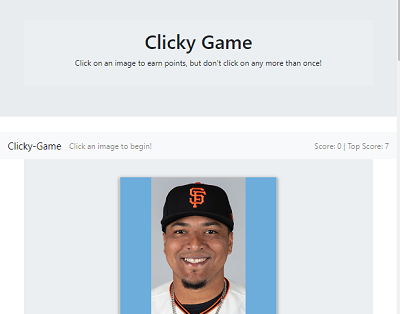 Clicky Game
Click on an image to earn points, but don't click on any more than once!
Clicky-Game Click an image to begin! Score: 0 | Top Score: 7
SF